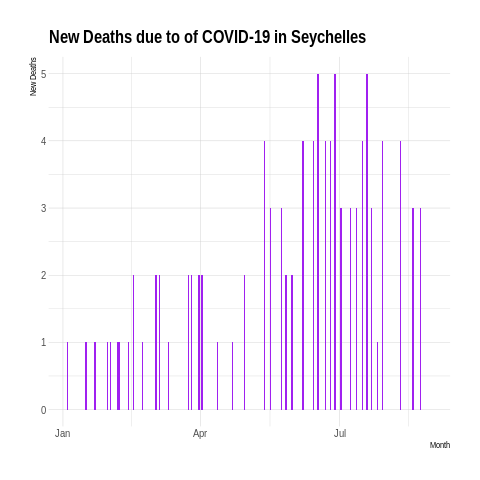 New Deaths due to of COVID-19 in Seychelles
New Deaths
5
4
3
2
1
0
Jan
Apr
Jul
Month